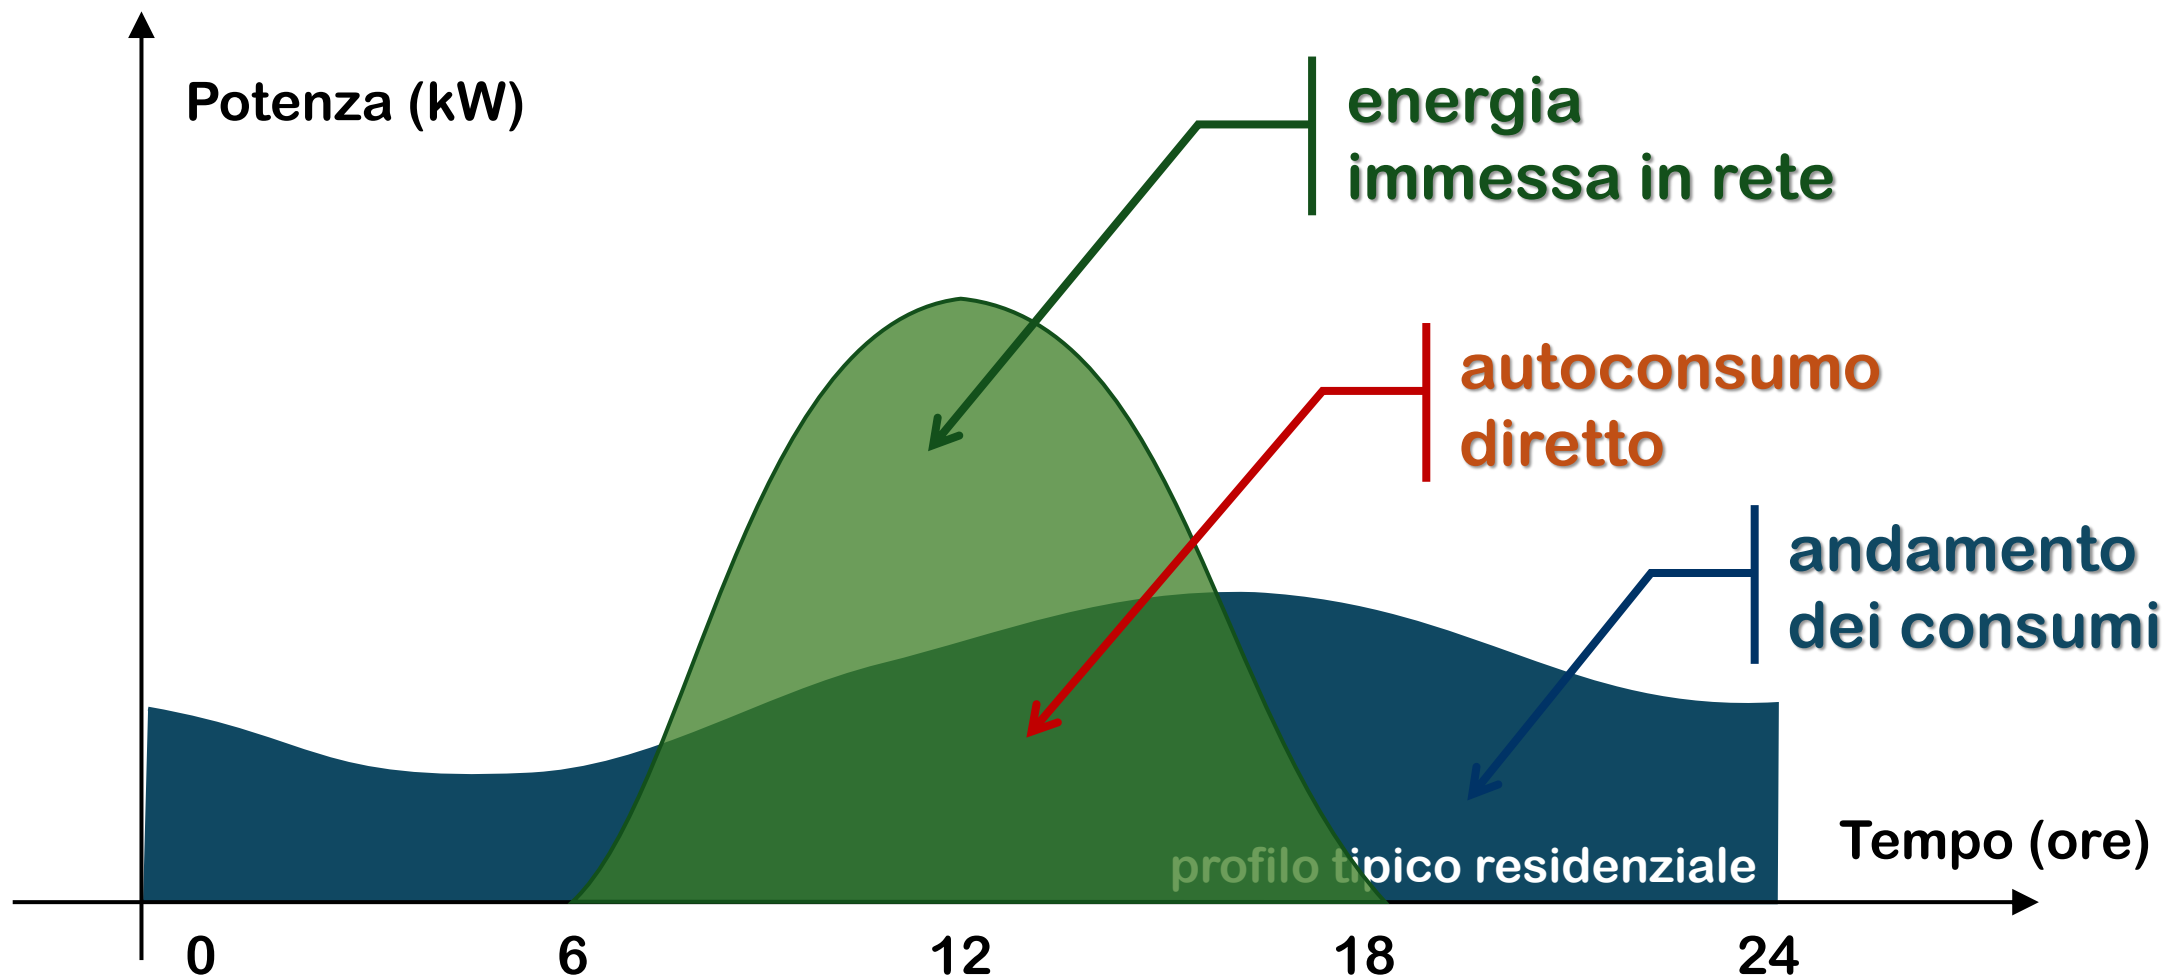 Potenza (kW)
energia
immessa in rete
autoconsumo
diretto
andamento
dei consumi
profilo tipico residenziale
Tempo (ore)
0 6 12 18 24